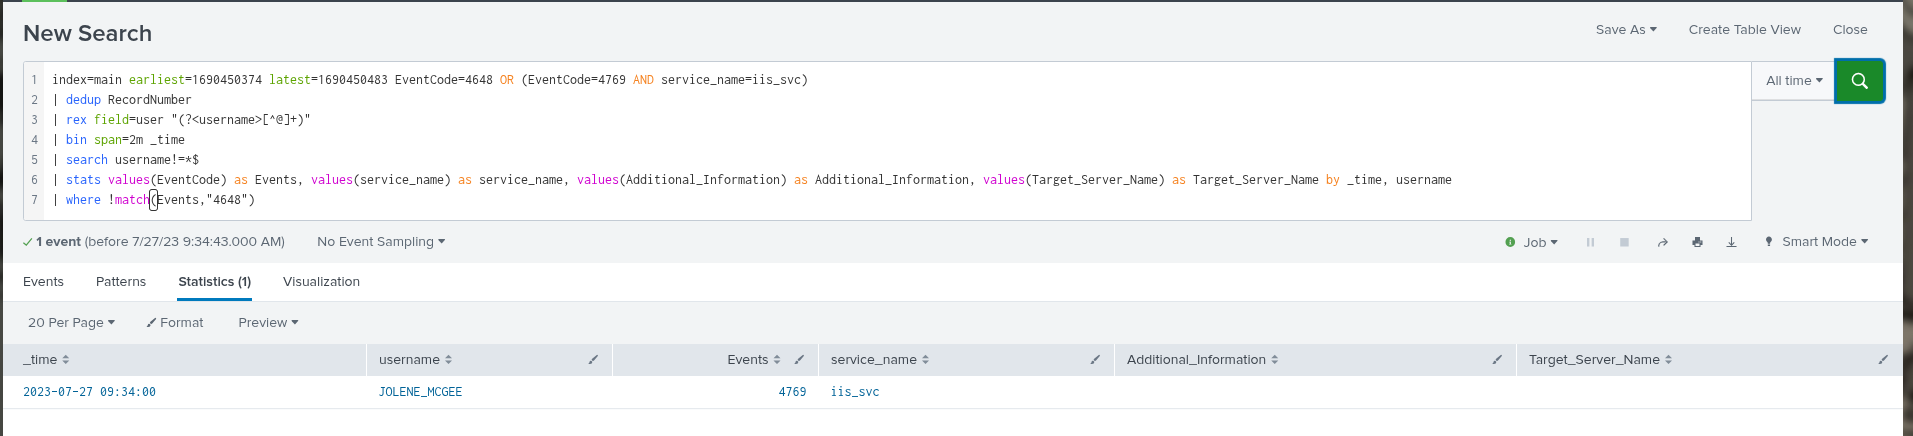 New Search
Save As
Create Table View
Close
1 index=main earliest=1690450374 latest=1690450483 EventCode=4648 OR (EventCode=4769 AND service_name=iis_svc)
2 | dedup RecordNumber
3 | rex field=user "(?<username>[^@]+)"
4 | bin span=2m _time
5 | search username!=*$
6 | stats values(EventCode) as Events, values(service_name) as service_name, values(Additional_Information) as Additional_Information, values(Target_Server_Name) as Target_Server_Name by _time, username
7 | where !match(Events,"4648")
All time
1 event (before 7/27/23 9:34:43.000 AM)
No Event Sampling
Job
Smart Mode
Events
Patterns
Statistics (1)
Visualization
20 Per Page
Format
Preview
_time username Events service_name Additional_Information Target_Server_Name
2023-07-27 09:34:00 JOLENE_MCGEE 4769 iis_svc